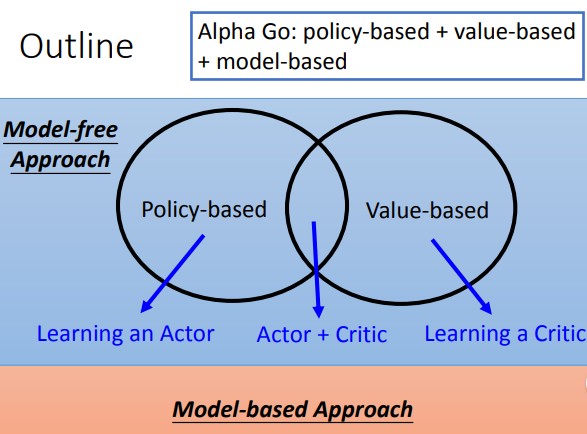 Outline
Alpha Go: policy-based + value-based
+ model-based
Model-free
Approach
Policy-based
Value-based
Learning an Actor
Actor + Critic
Learning a Critic
Model-based Approach